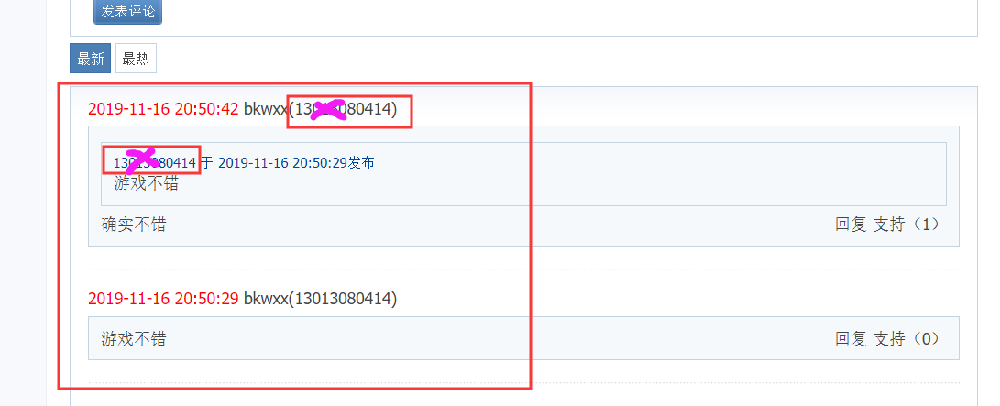 发表评论
最新 最热
2019-11-16 20:50:42 bkwxx(13013080414)
13013080414 于 2019-11-16 20:50:29发布
游戏不错
确实不错 回复 支持（1）
2019-11-16 20:50:29 bkwxx(13013080414)
游戏不错 回复 支持（0）